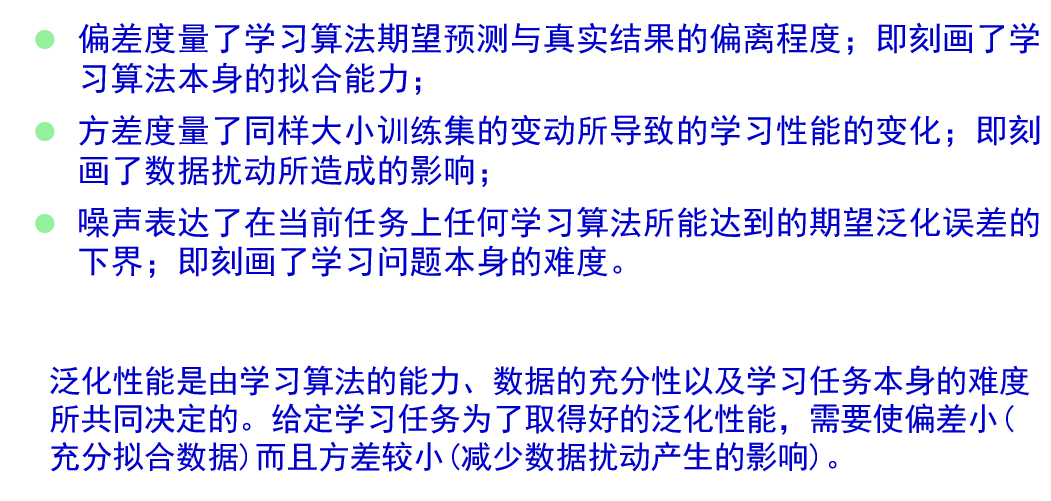 偏差度量了学习算法期望预测与真实结果的偏离程度；即刻画了学
习算法本身的拟合能力；
方差度量了同样大小训练集的变动所导致的学习性能的变化；即刻
画了数据扰动所造成的影响；
噪声表达了在当前任务上任何学习算法所能达到的期望泛化误差的
下界；即刻画了学习问题本身的难度。
泛化性能是由学习算法的能力、数据的充分性以及学习任务本身的难度
所共同决定的。给定学习任务为了取得好的泛化性能，需要使偏差小(
充分拟合数据)而且方差较小(减少数据扰动产生的影响)。